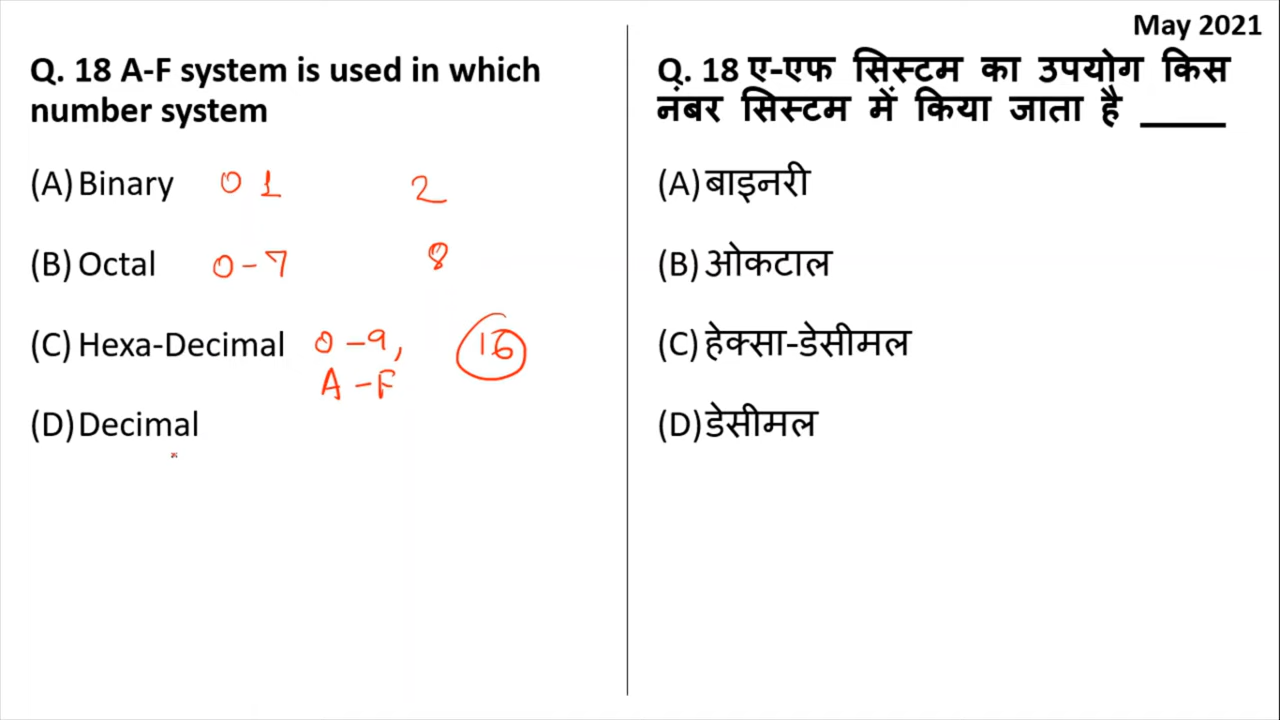 May 2021
Q. 18 A-F system is used in which
number system
(A) Binary 0 1 2
(B) Octal 0-7 8
(C) Hexa-Decimal 0-9, 16
A-F
(D) Decimal
Q. 18 ए-एफ सिस्टम का उपयोग किस
नंबर सिस्टम में किया जाता है _____
(A) बाइनरी
(B) ओकटाल
(C) हेक्सा-डेसीमल
(D) डेसीमल